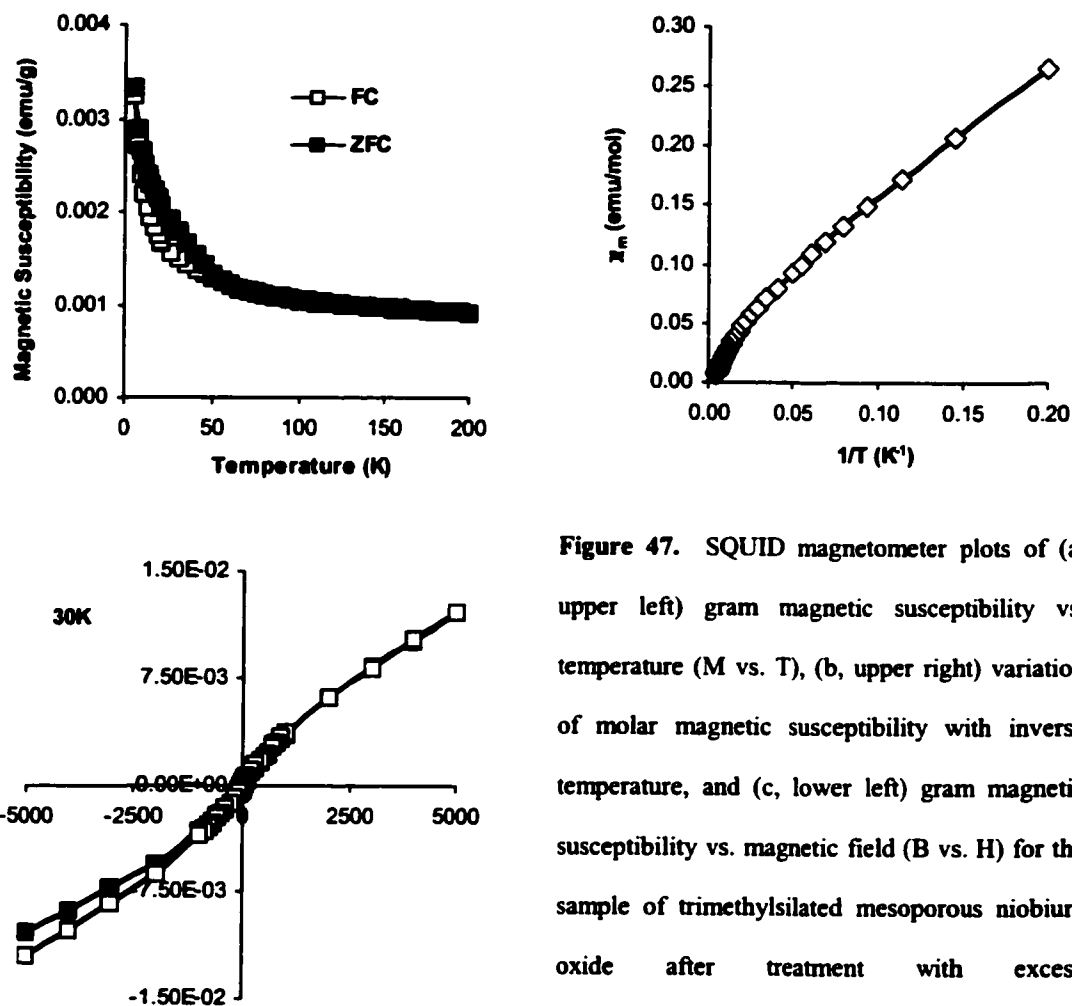 0.004
0.003
0.002
0.001
0.000
Magnetic Susceptibility (emu/g)
FC
ZFC
0 50 100 150 200
Temperature (K)
0.30
0.25
0.20
0.15
0.10
0.05
0.00
χm (emu/mol)
0.00 0.05 0.10 0.15 0.20
1/T (K-1)
30K
1.50E-02
7.50E-03
0.00E+00
-5000 -2500 0 2500 5000
-7.50E-03
-1.50E-02
Figure 47. SQUID magnetometer plots of (a
upper left) gram magnetic susceptibility vs
temperature (M vs. T), (b, upper right) variation
of molar magnetic susceptibility with invers
temperature, and (c, lower left) gram magneti
susceptibility vs. magnetic field (B vs. H) for th
sample of trimethylsilated mesoporous niobiun
oxide after treatment with exces